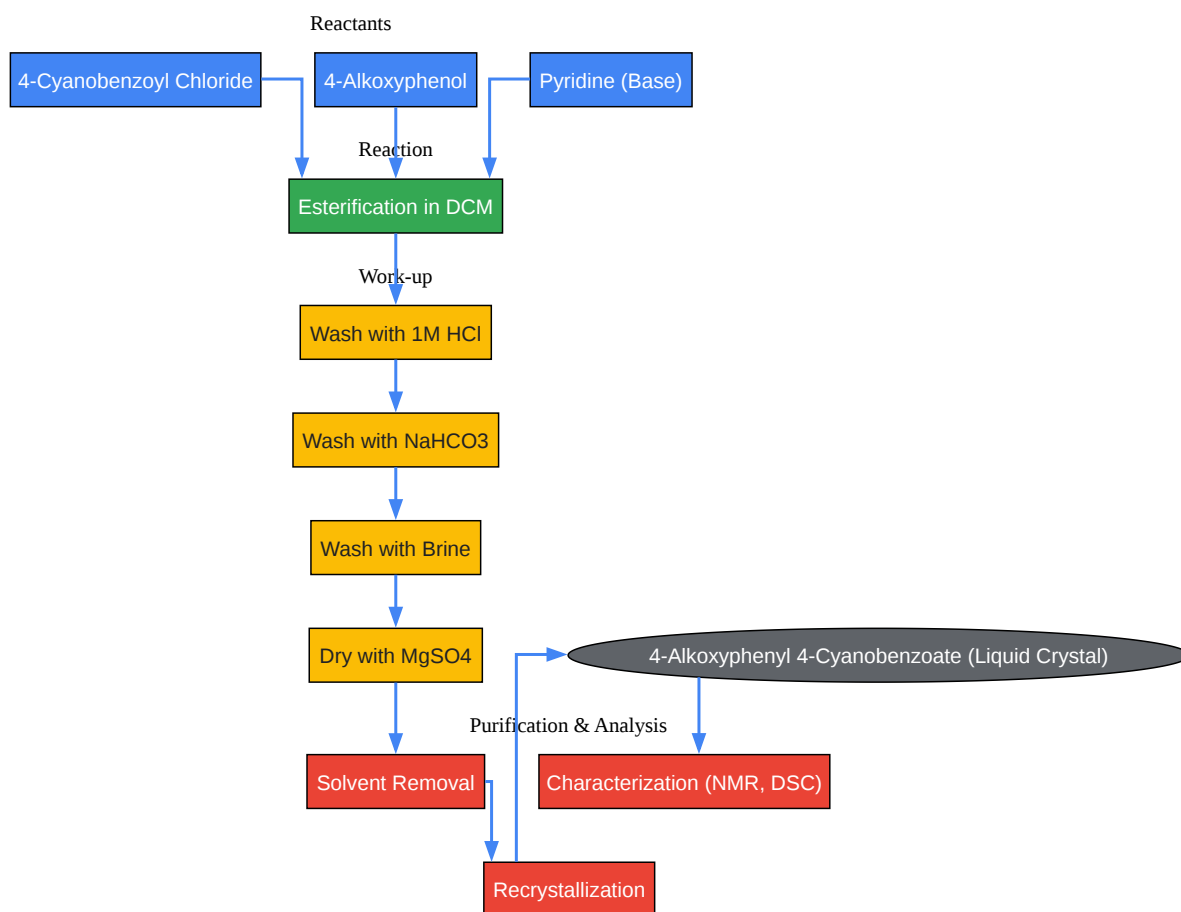 Reactants
4-Cyanobenzoyl Chloride
4-Alkoxyphenol
Pyridine (Base)
Reaction
Esterification in DCM
Work-up
Wash with 1M HCl
Wash with NaHCO3
Wash with Brine
Dry with MgSO4
4-Alkoxyphenyl 4-Cyanobenzoate (Liquid Crystal)
Purification & Analysis
Solvent Removal
Characterization (NMR, DSC)
Recrystallization